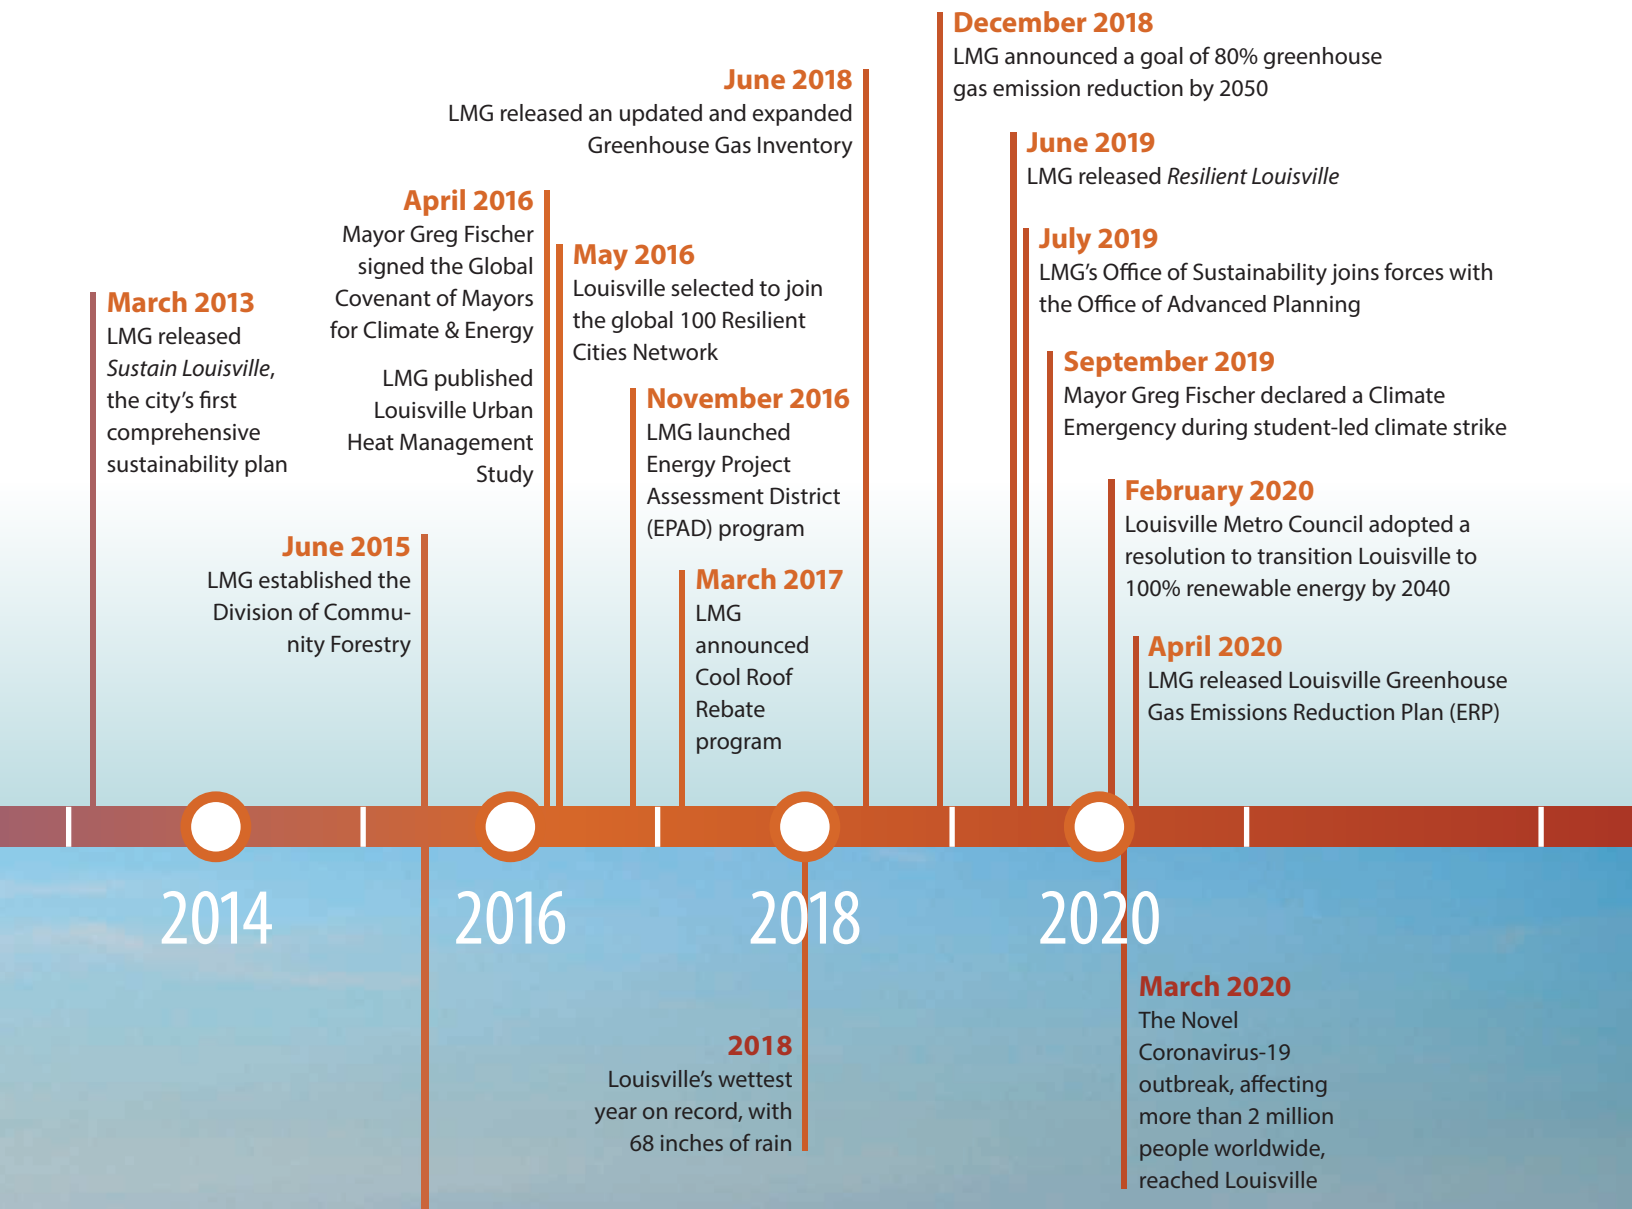 March 2013
LMG released
Sustain Louisville,
the city's first
comprehensive
sustainability plan
June 2015
LMG established the
Division of Commu-
nity Forestry
April 2016
Mayor Greg Fischer
signed the Global
Covenant of Mayors
for Climate & Energy
LMG published
Louisville Urban
Heat Management
Study
May 2016
Louisville selected to join
the global 100 Resilient
Cities Network
November 2016
LMG launched
Energy Project
Assessment District
(EPAD) program
March 2017
LMG
announced
Cool Roof
Rebate
program
June 2018
LMG released an updated and expanded
Greenhouse Gas Inventory
December 2018
LMG announced a goal of 80% greenhouse
gas emission reduction by 2050
June 2019
LMG released Resilient Louisville
July 2019
LMG's Office of Sustainability joins forces with
the Office of Advanced Planning
September 2019
Mayor Greg Fischer declared a Climate
Emergency during student-led climate strike
February 2020
Louisville Metro Council adopted a
resolution to transition Louisville to
100% renewable energy by 2040
April 2020
LMG released Louisville Greenhouse
Gas Emissions Reduction Plan (ERP)
2014
2016
2018
2020
2018
Louisville's wettest
year on record, with
68 inches of rain
March 2020
The Novel
Coronavirus-19
outbreak, affecting
more than 2 million
people worldwide,
reached Louisville